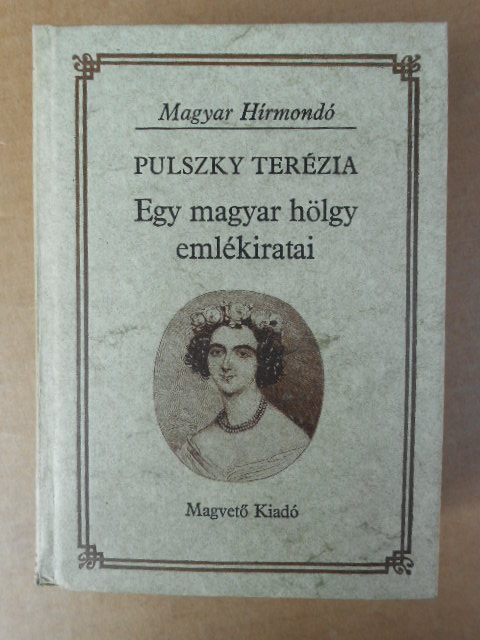 Magyar Hírmondó
PULSZKY TERÉZIA
Egy magyar hölgy
emlékiratai
Magvető Kiadó